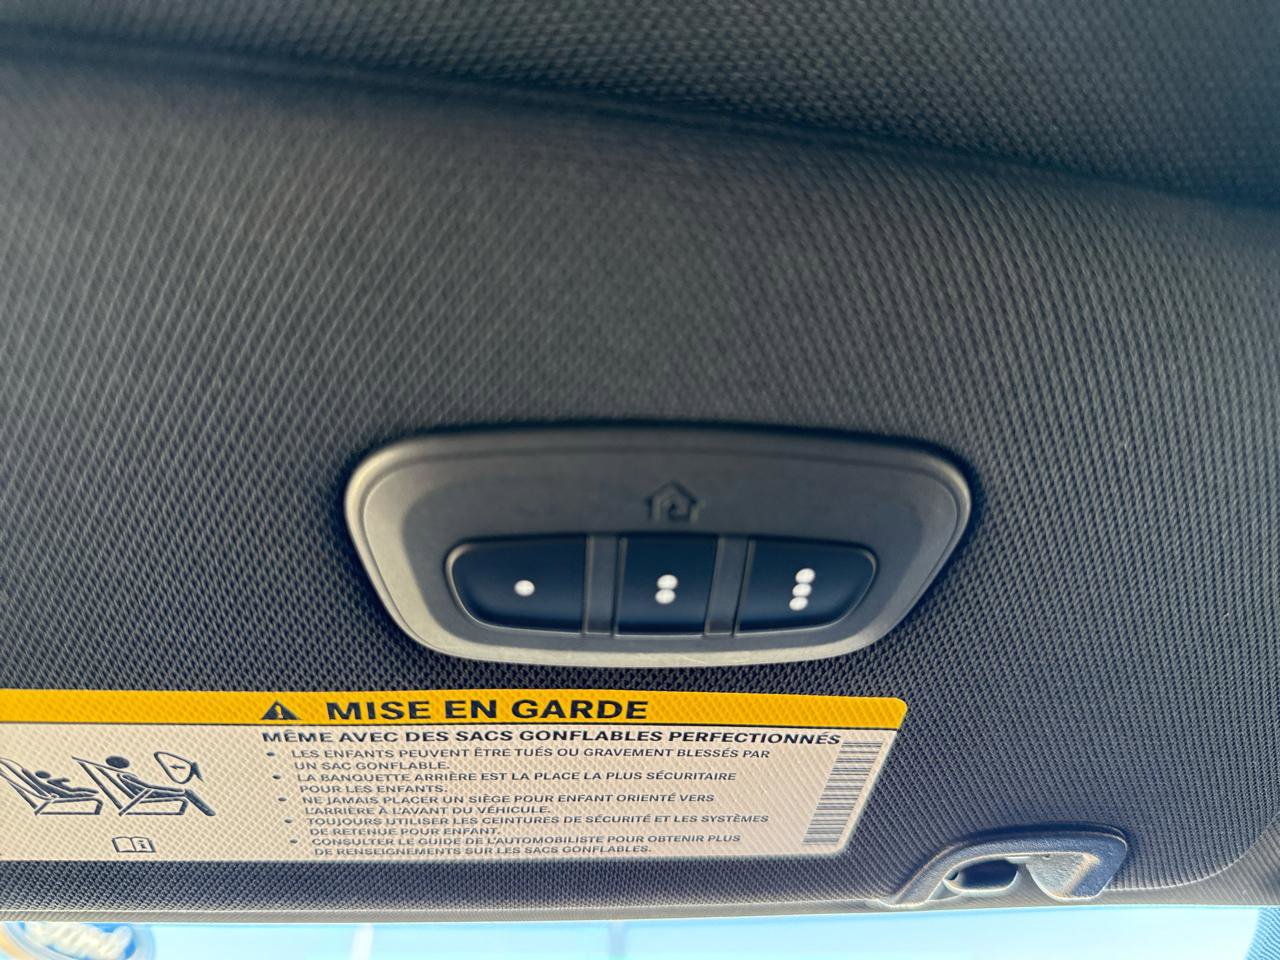 MISE EN GARDE
MÊME AVEC DES SACS GONFLABLES PERFECTIONNÉS
• LES ENFANTS PEUVENT ÊTRE TUÉS OU GRAVEMENT BLESSÉS PAR
UN SAC GONFLABLE.
• LA BANQUETTE ARRIÈRE EST LA PLACE LA PLUS SÉCURITAIRE
POUR LES ENFANTS.
• NE JAMAIS PLACER UN SIÈGE POUR ENFANT ORIENTÉ VERS
L'ARRIÈRE À L'AVANT DU VÉHICULE.
• TOUJOURS UTILISER LES CEINTURES DE SÉCURITÉ ET LES SYSTÈMES
DE RETENUE POUR ENFANT.
• CONSULTER LE GUIDE DE L'AUTOMOBILISTE POUR OBTENIR PLUS
DE RENSEIGNEMENTS SUR LES SACS GONFLABLES.